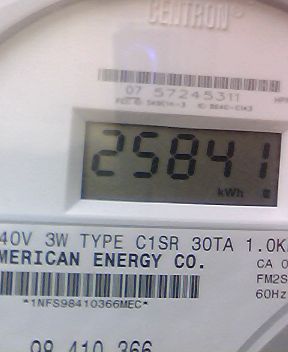 CENTRON®
07 57245311
25841
kWh
40V 3W TYPE C1SR 30TA 1.0K
MERICAN ENERGY CO.
CA 0
FM2S
60Hz
*1NFS98410366MEC*
98 410 366